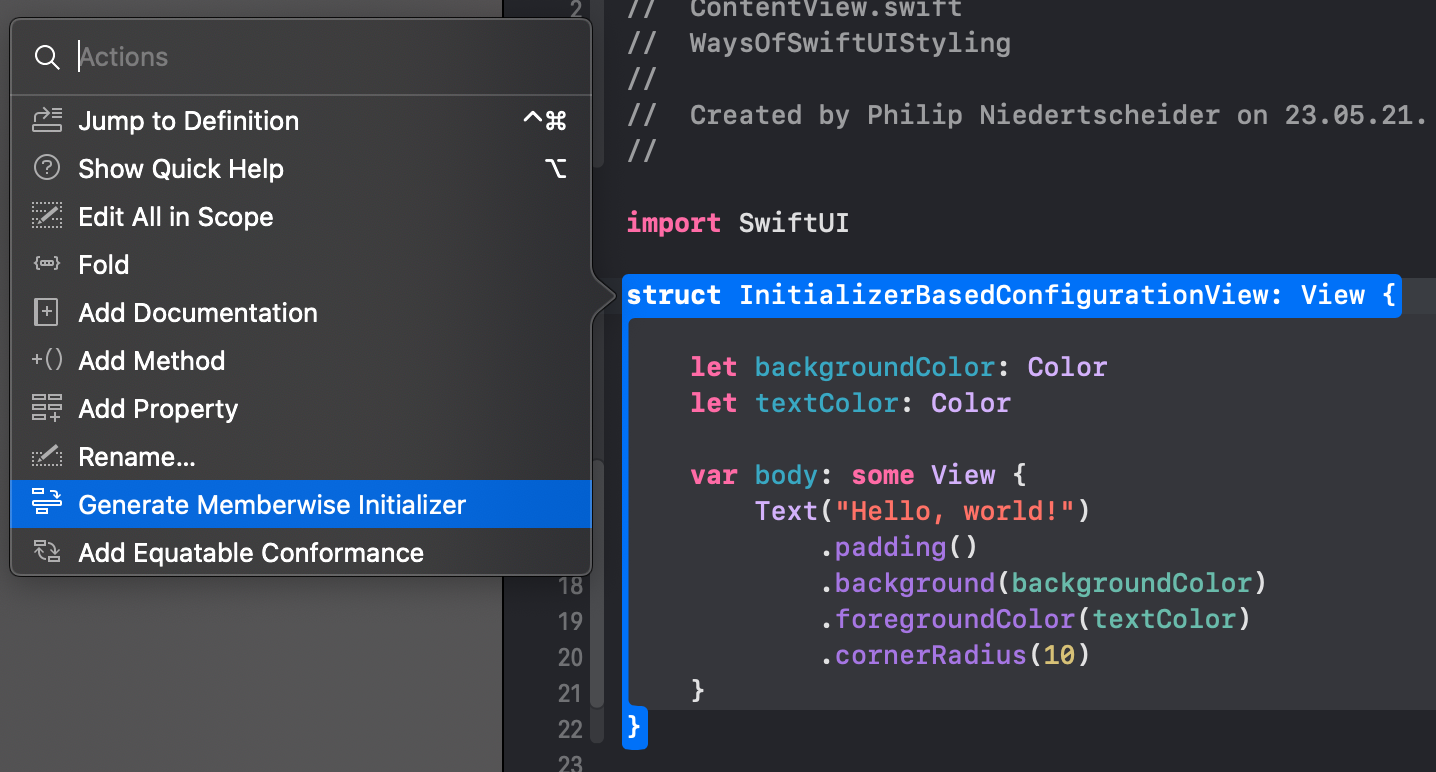 Actions
Jump to Definition ^⌘
Show Quick Help ⌥
Edit All in Scope
Fold
Add Documentation
Add Method
Add Property
Rename...
Generate Memberwise Initializer
Add Equatable Conformance
2 //  ContentView.swift
//  WaysOfSwiftUIStyling
//
//  Created by Philip Niedertscheider on 23.05.21.
//
import SwiftUI
struct InitializerBasedConfigurationView: View {
    let backgroundColor: Color
    let textColor: Color
    var body: some View {
        Text("Hello, world!")
            .padding()
18             .background(backgroundColor)
19             .foregroundColor(textColor)
20             .cornerRadius(10)
21     }
22 }
23